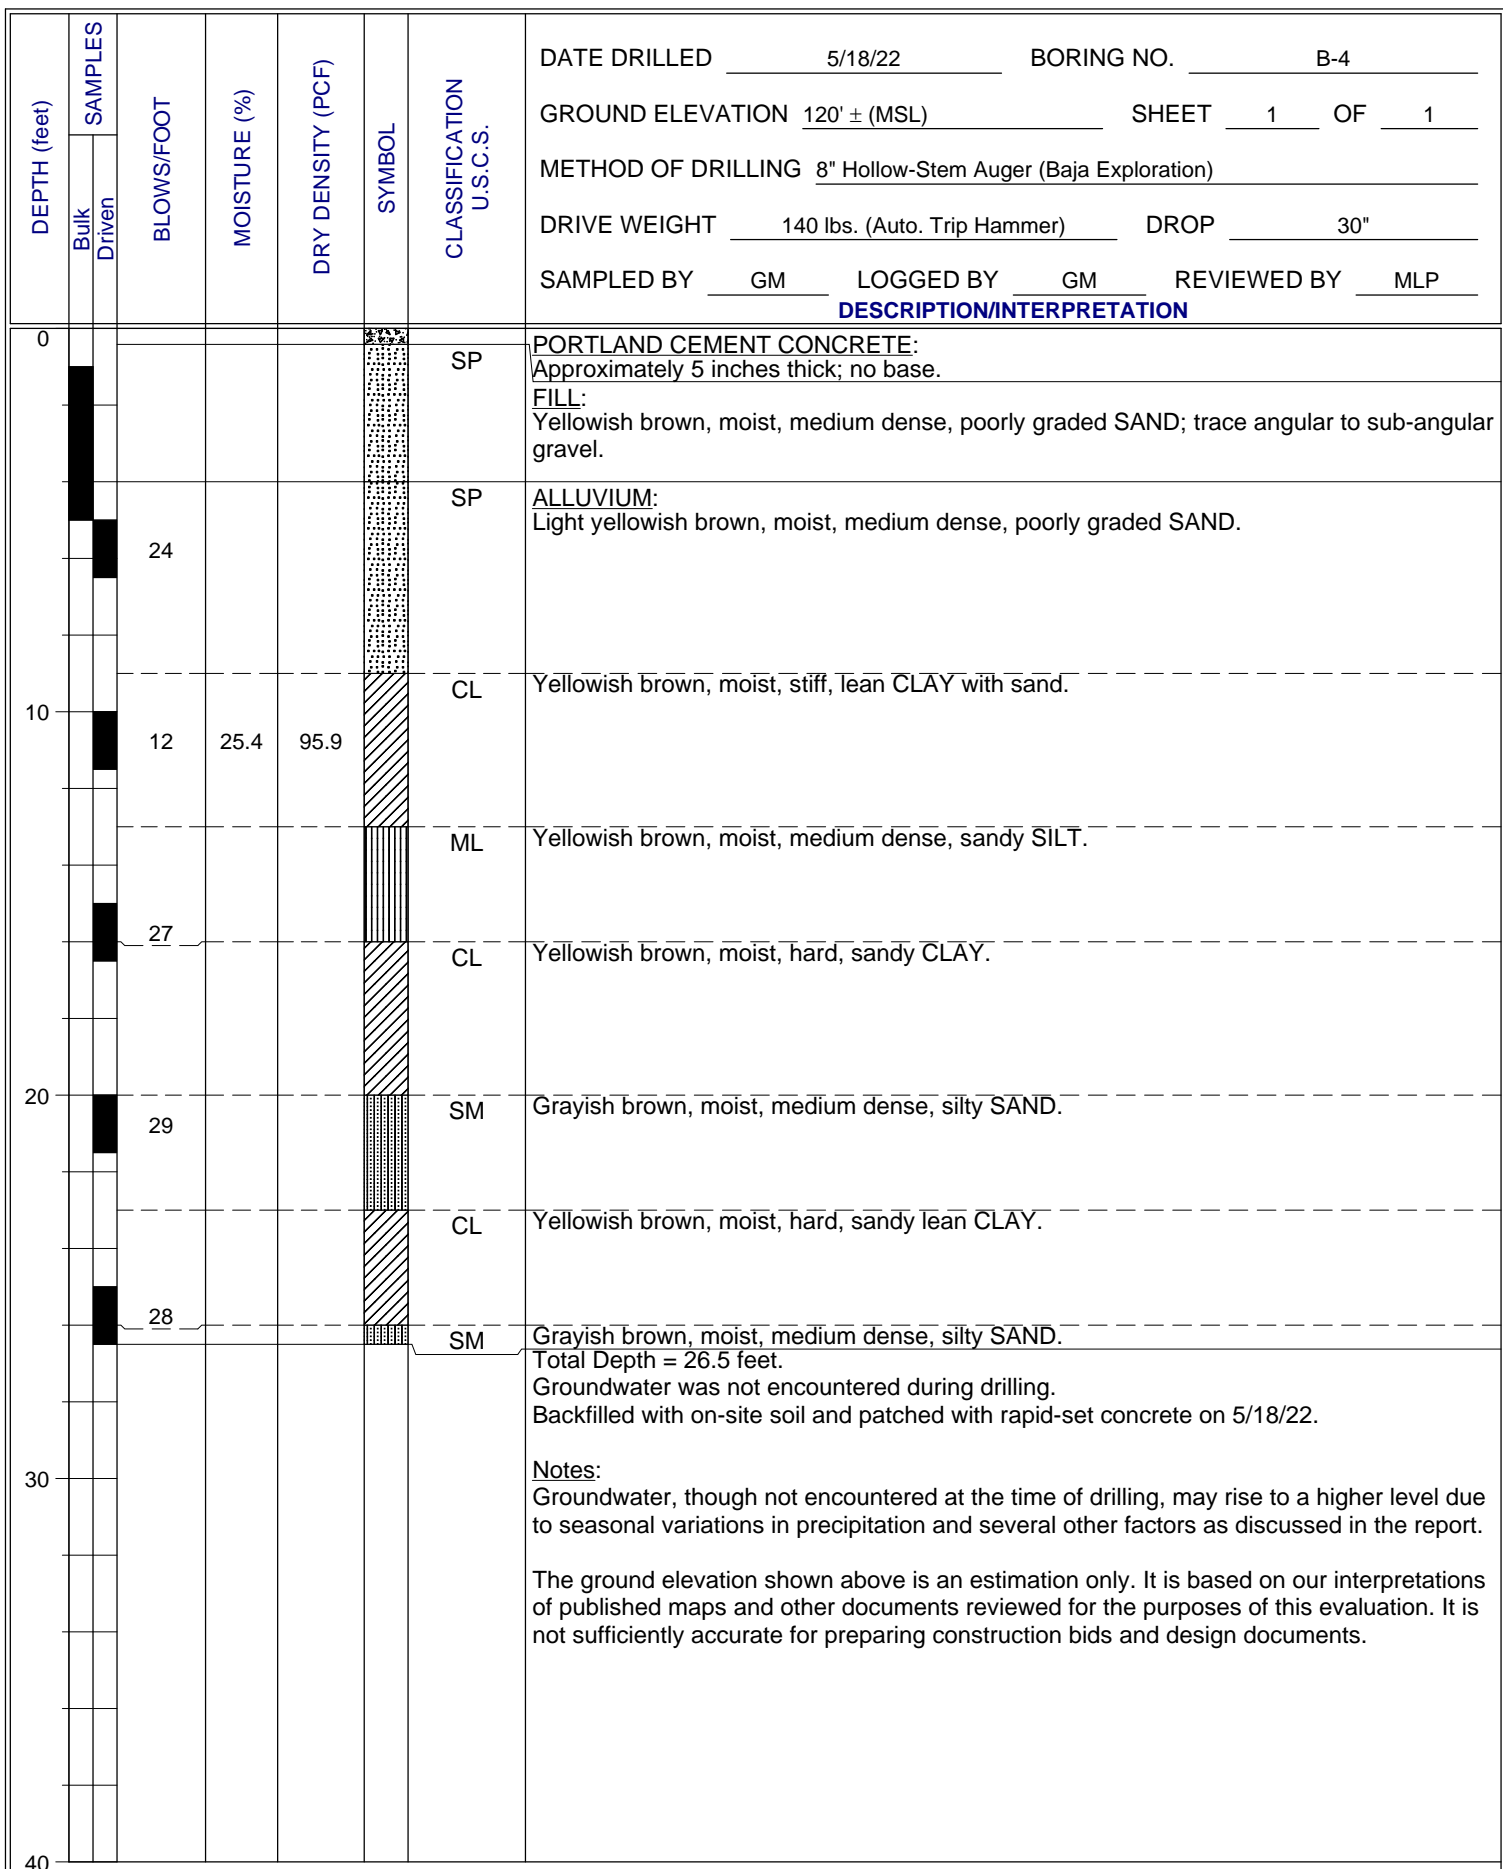 DEPTH (feet)
SAMPLES
Bulk
Driven
BLOWS/FOOT
MOISTURE (%)
DRY DENSITY (PCF)
SYMBOL
CLASSIFICATION
U.S.C.S.
DATE DRILLED 5/18/22 BORING NO. B-4
GROUND ELEVATION 120' ± (MSL) SHEET 1 OF 1
METHOD OF DRILLING 8" Hollow-Stem Auger (Baja Exploration)
DRIVE WEIGHT 140 lbs. (Auto. Trip Hammer) DROP 30"
SAMPLED BY GM LOGGED BY GM REVIEWED BY MLP
DESCRIPTION/INTERPRETATION
0
PORTLAND CEMENT CONCRETE:
SP
Approximately 5 inches thick; no base.
FILL:
Yellowish brown, moist, medium dense, poorly graded SAND; trace angular to sub-angular
gravel.
SP ALLUVIUM:
Light yellowish brown, moist, medium dense, poorly graded SAND.
24
CL Yellowish brown, moist, stiff, lean CLAY with sand.
10
12 25.4 95.9
ML Yellowish brown, moist, medium dense, sandy SILT.
27
CL Yellowish brown, moist, hard, sandy CLAY.
20 SM Grayish brown, moist, medium dense, silty SAND.
29
CL Yellowish brown, moist, hard, sandy lean CLAY.
28
SM Grayish brown, moist, medium dense, silty SAND.
Total Depth = 26.5 feet.
Groundwater was not encountered during drilling.
Backfilled with on-site soil and patched with rapid-set concrete on 5/18/22.
30 Notes:
Groundwater, though not encountered at the time of drilling, may rise to a higher level due
to seasonal variations in precipitation and several other factors as discussed in the report.
The ground elevation shown above is an estimation only. It is based on our interpretations
of published maps and other documents reviewed for the purposes of this evaluation. It is
not sufficiently accurate for preparing construction bids and design documents.
40